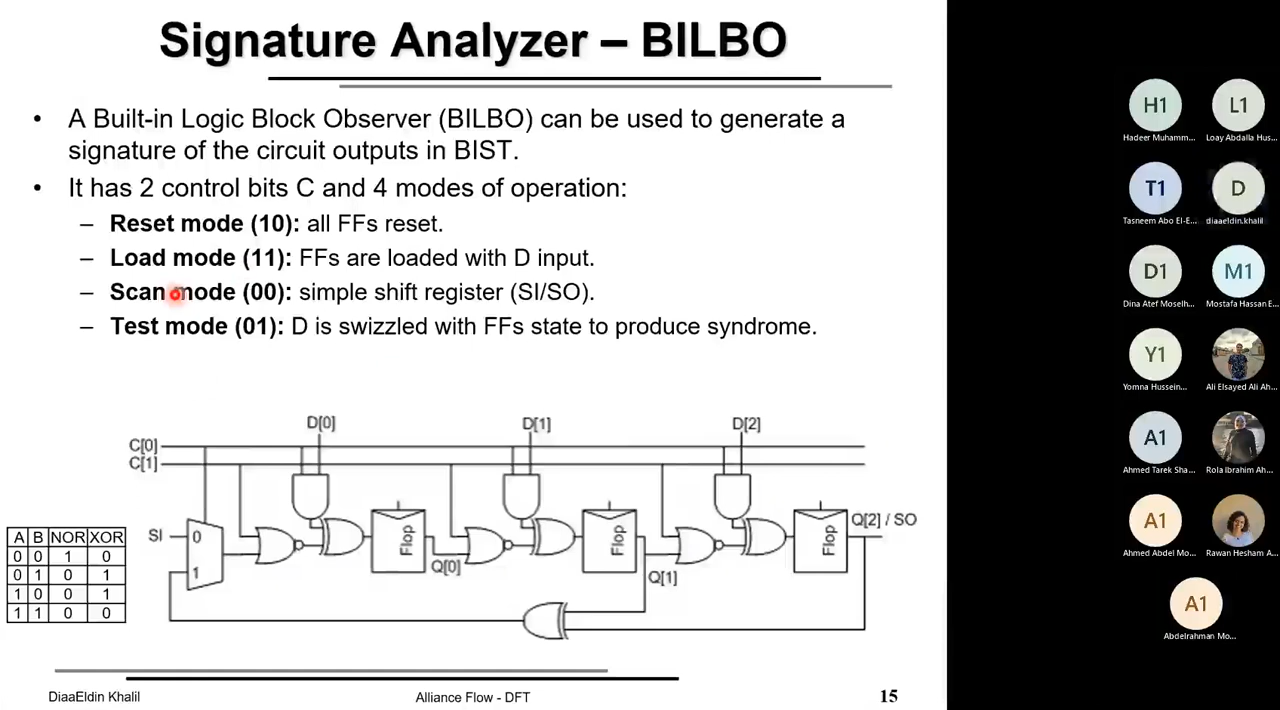 Signature Analyzer – BILBO
• A Built-in Logic Block Observer (BILBO) can be used to generate a
signature of the circuit outputs in BIST.
• It has 2 control bits C and 4 modes of operation:
– Reset mode (10): all FFs reset.
– Load mode (11): FFs are loaded with D input.
– Scan mode (00): simple shift register (SI/SO).
– Test mode (01): D is swizzled with FFs state to produce syndrome.
D[0] D[1] D[2]
C[0]
C[1]
SI 0 Flop Flop Flop Q[2] / SO
1 Q[0] Q[1]
A B NOR XOR
0 0 1 0
0 1 0 1
1 0 0 1
1 1 0 0
DiaaEldin Khalil Alliance Flow - DFT 15
H1 L1
Hadeer Muhamm... Loay Abdalla Hus...
T1 D
Tasneem Abo El-E... diaaeldin.khalil
D1 M1
Dina Atef Moselh... Mostafa Hassan E...
Y1
Yomna Hussein... Ali Elsayed Ali Ah...
A1
Ahmed Tarek Sha... Rola Ibrahim Ah...
A1
Ahmed Abdel Mo... Rawan Hesham A...
A1
Abdelrahman Mo...